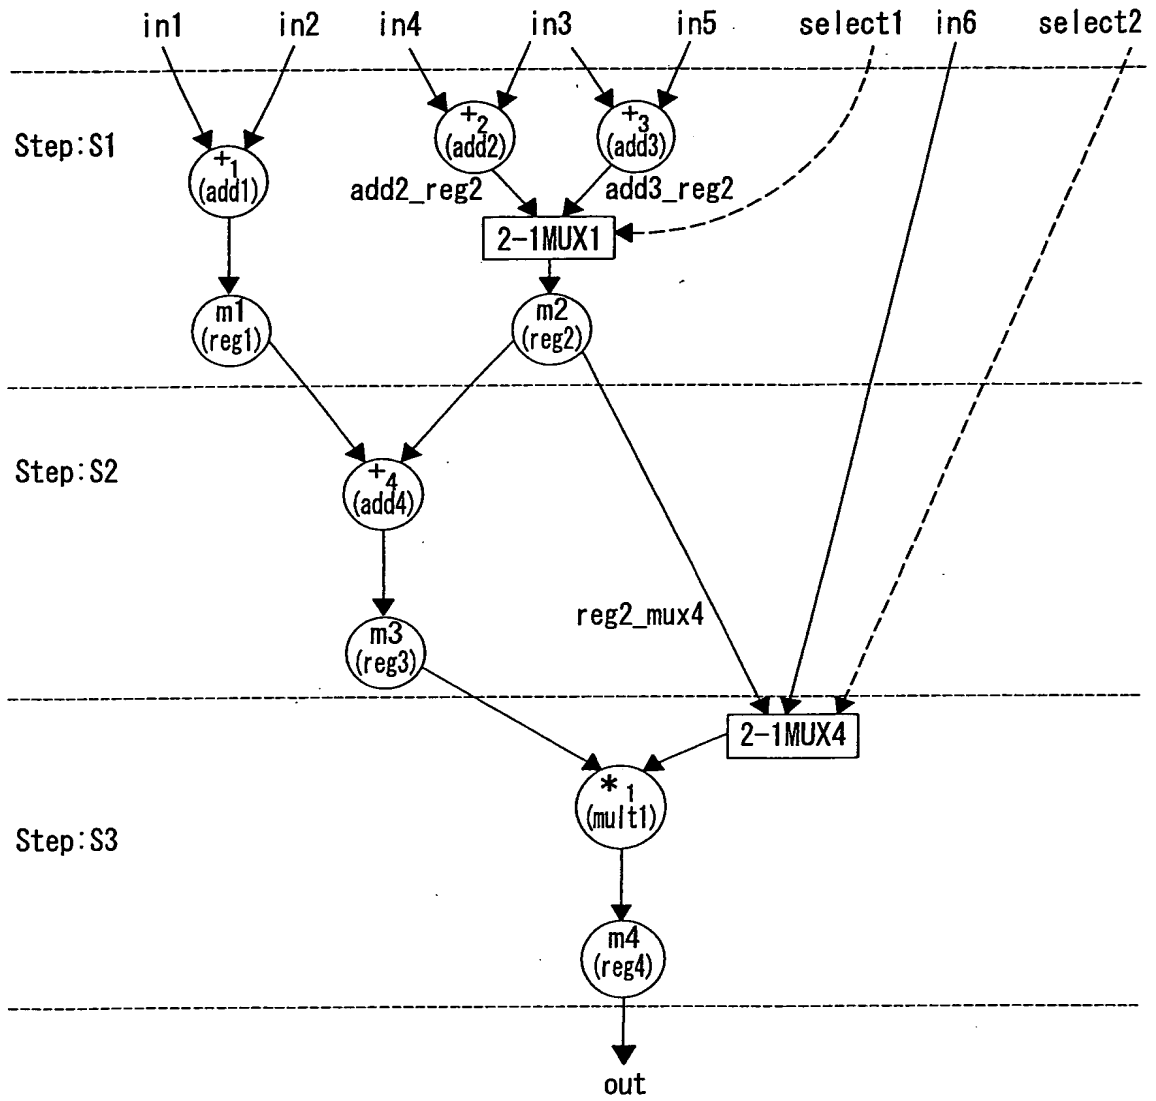 in1 in2 in4 in3 in5 select1 in6 select2
Step:S1
+1
(add1)
+2
(add2)
+3
(add3)
add2_reg2
add3_reg2
2-1MUX1
m1
(reg1)
m2
(reg2)
Step:S2
+4
(add4)
reg2_mux4
m3
(reg3)
2-1MUX4
*1
(mult1)
Step:S3
m4
(reg4)
out